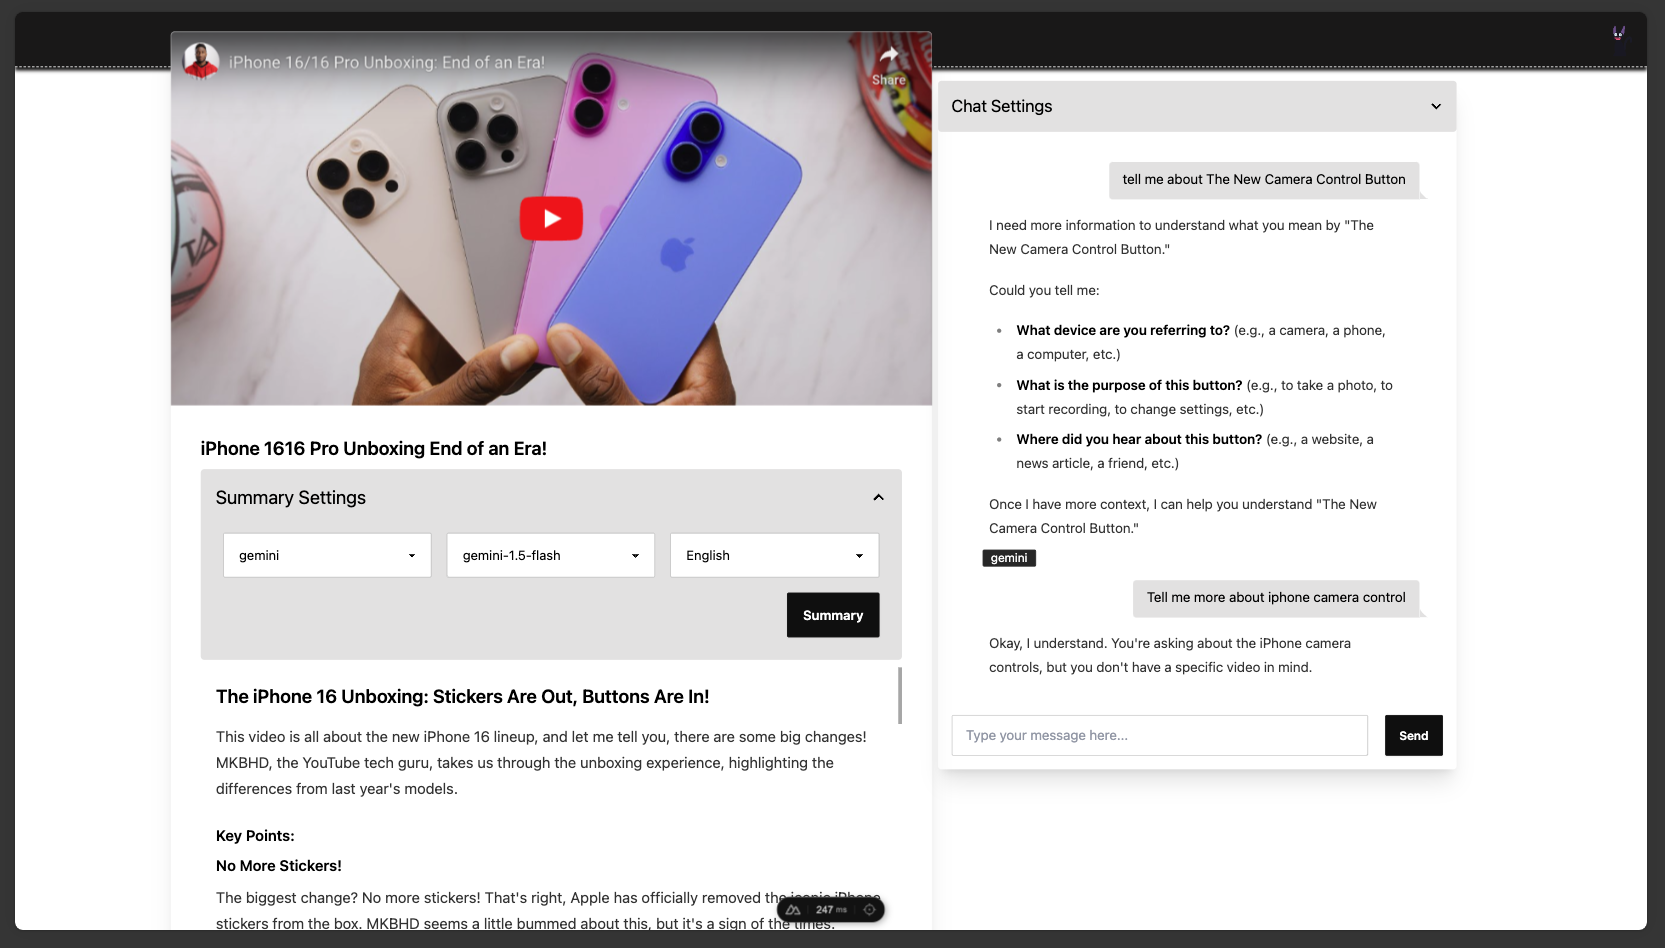 iPhone 16/16 Pro Unboxing: End of an Era!
Share
iPhone 1616 Pro Unboxing End of an Era!
Summary Settings
gemini
gemini-1.5-flash
English
Summary
The iPhone 16 Unboxing: Stickers Are Out, Buttons Are In!
This video is all about the new iPhone 16 lineup, and let me tell you, there are some big changes!
MKBHD, the YouTube tech guru, takes us through the unboxing experience, highlighting the
differences from last year's models.
Key Points:
No More Stickers!
The biggest change? No more stickers! That's right, Apple has officially removed the iconic iPhone
stickers from the box. MKBHD seems a little bummed about this, but it's a sign of the times.
247 ms
Chat Settings
tell me about The New Camera Control Button
I need more information to understand what you mean by "The
New Camera Control Button."
Could you tell me:
What device are you referring to? (e.g., a camera, a phone,
a computer, etc.)
What is the purpose of this button? (e.g., to take a photo, to
start recording, to change settings, etc.)
Where did you hear about this button? (e.g., a website, a
news article, a friend, etc.)
Once I have more context, I can help you understand "The New
Camera Control Button."
gemini
Tell me more about iphone camera control
Okay, I understand. You're asking about the iPhone camera
controls, but you don't have a specific video in mind.
Type your message here...
Send